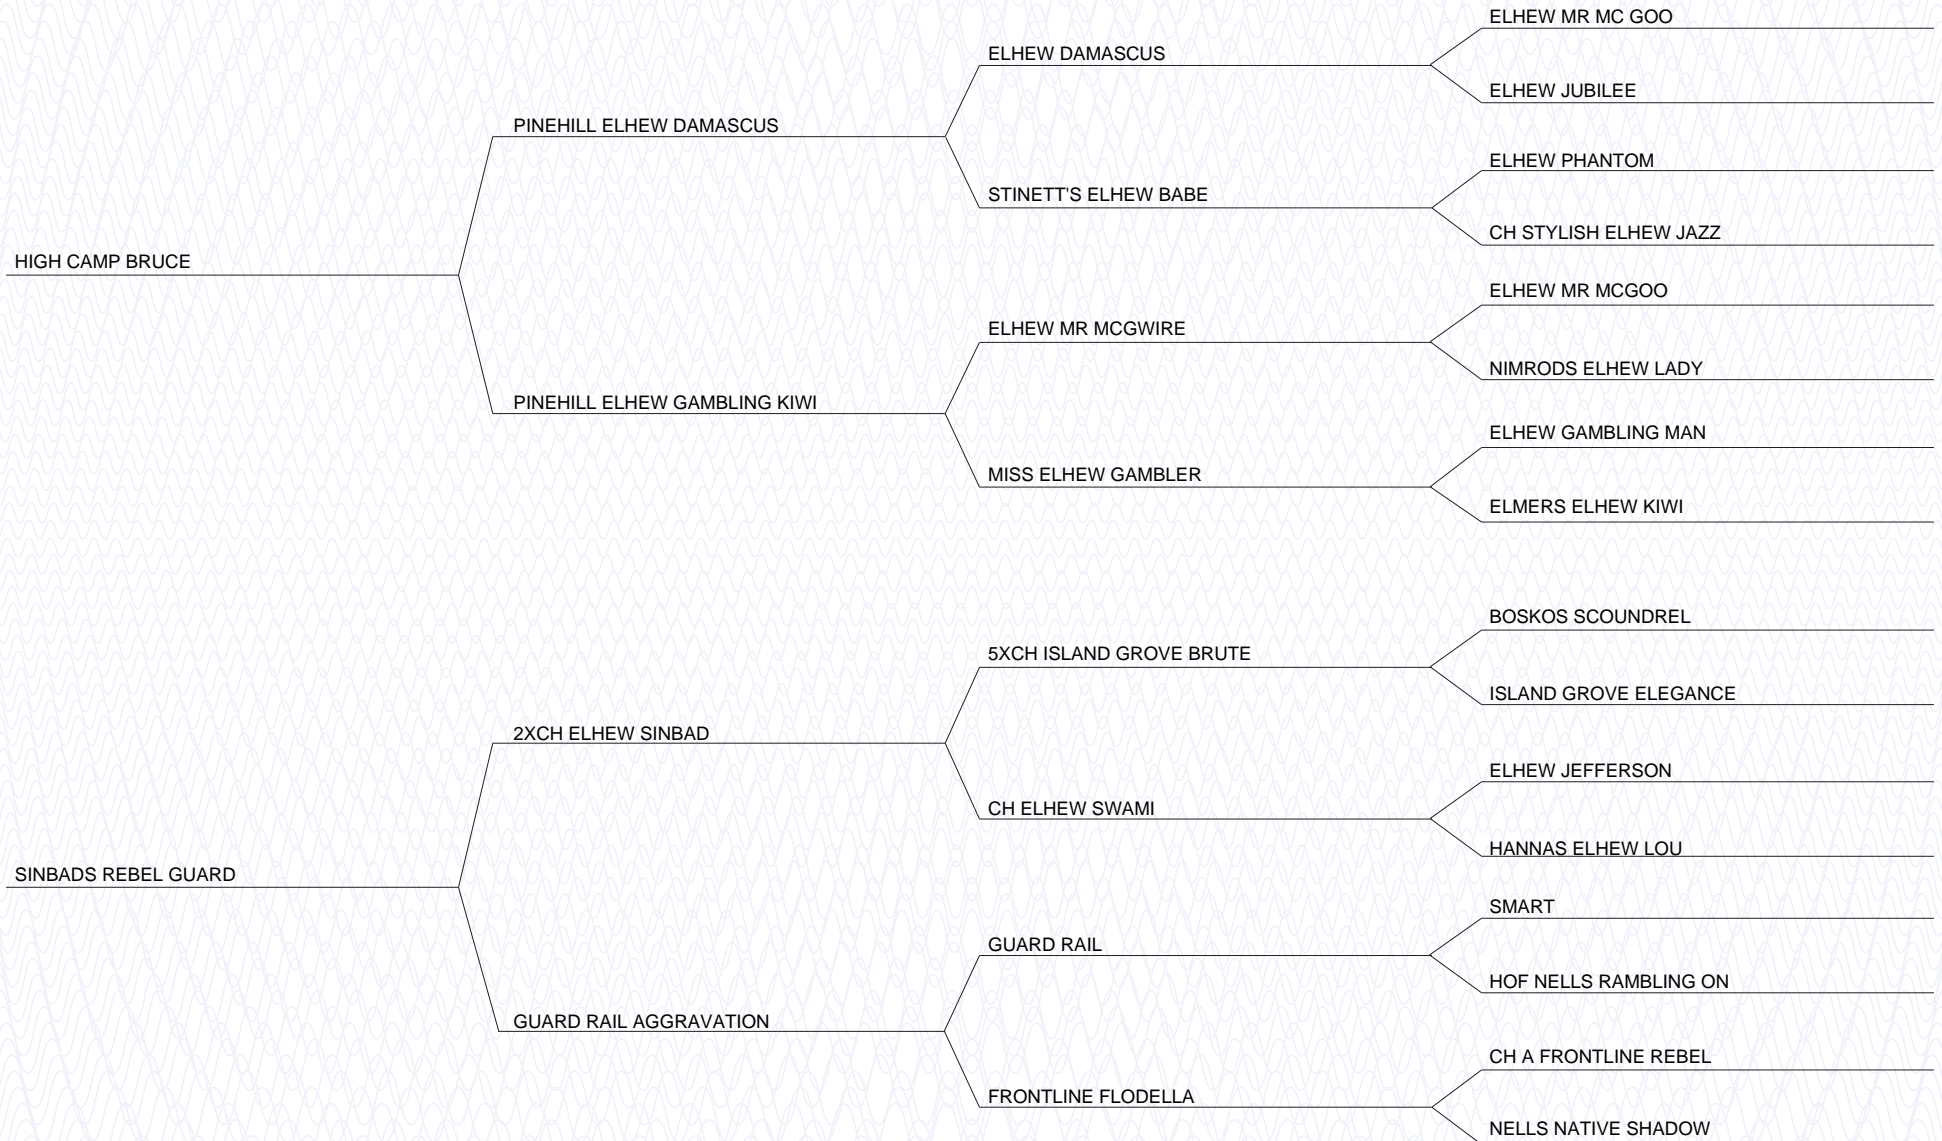 ELHEW MR MC GOO
ELHEW DAMASCUS
ELHEW JUBILEE
PINEHILL ELHEW DAMASCUS
ELHEW PHANTOM
STINETT'S ELHEW BABE
CH STYLISH ELHEW JAZZ
HIGH CAMP BRUCE
ELHEW MR MCGOO
ELHEW MR MCGWIRE
NIMRODS ELHEW LADY
PINEHILL ELHEW GAMBLING KIWI
ELHEW GAMBLING MAN
MISS ELHEW GAMBLER
ELMERS ELHEW KIWI
BOSKOS SCOUNDREL
5XCH ISLAND GROVE BRUTE
ISLAND GROVE ELEGANCE
2XCH ELHEW SINBAD
ELHEW JEFFERSON
CH ELHEW SWAMI
HANNAS ELHEW LOU
SINBADS REBEL GUARD
SMART
GUARD RAIL
HOF NELLS RAMBLING ON
GUARD RAIL AGGRAVATION
CH A FRONTLINE REBEL
FRONTLINE FLODELLA
NELLS NATIVE SHADOW